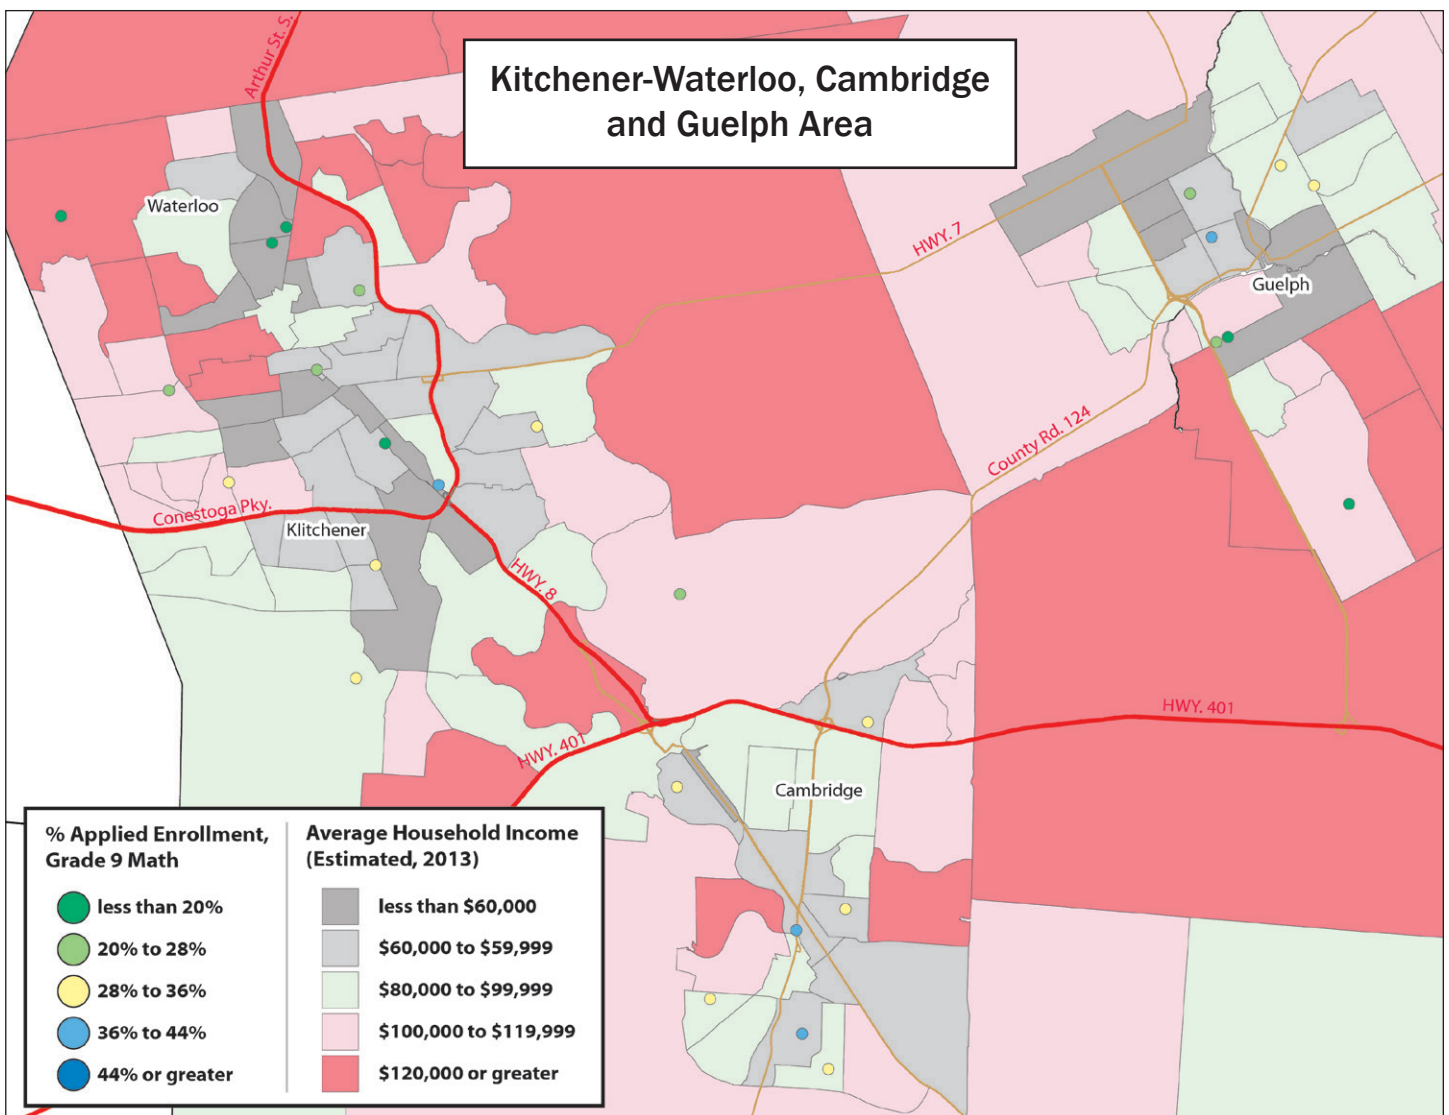 Kitchener-Waterloo, Cambridge
and Guelph Area
Arthur St. S.
Waterloo
HWY. 7
Guelph
County Rd. 124
Conestoga Pky.
Klitchener
HWY. 8
HWY. 401
HWY. 401
Cambridge
% Applied Enrollment,
Grade 9 Math
less than 20%
20% to 28%
28% to 36%
36% to 44%
44% or greater
Average Household Income
(Estimated, 2013)
less than $60,000
$60,000 to $59,999
$80,000 to $99,999
$100,000 to $119,999
$120,000 or greater